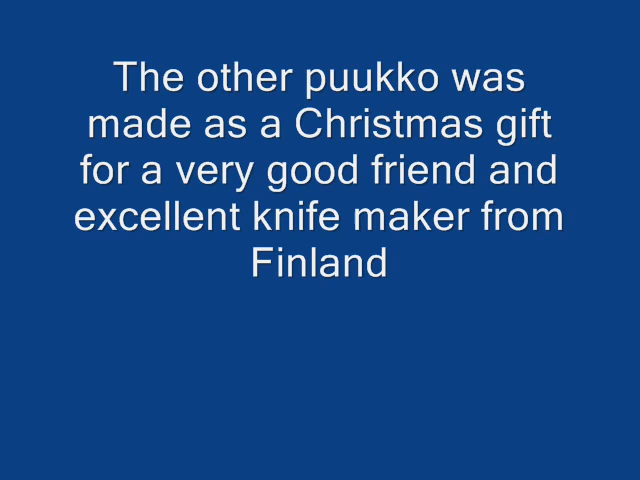 The other puukko was
made as a Christmas gift
for a very good friend and
excellent knife maker from
Finland